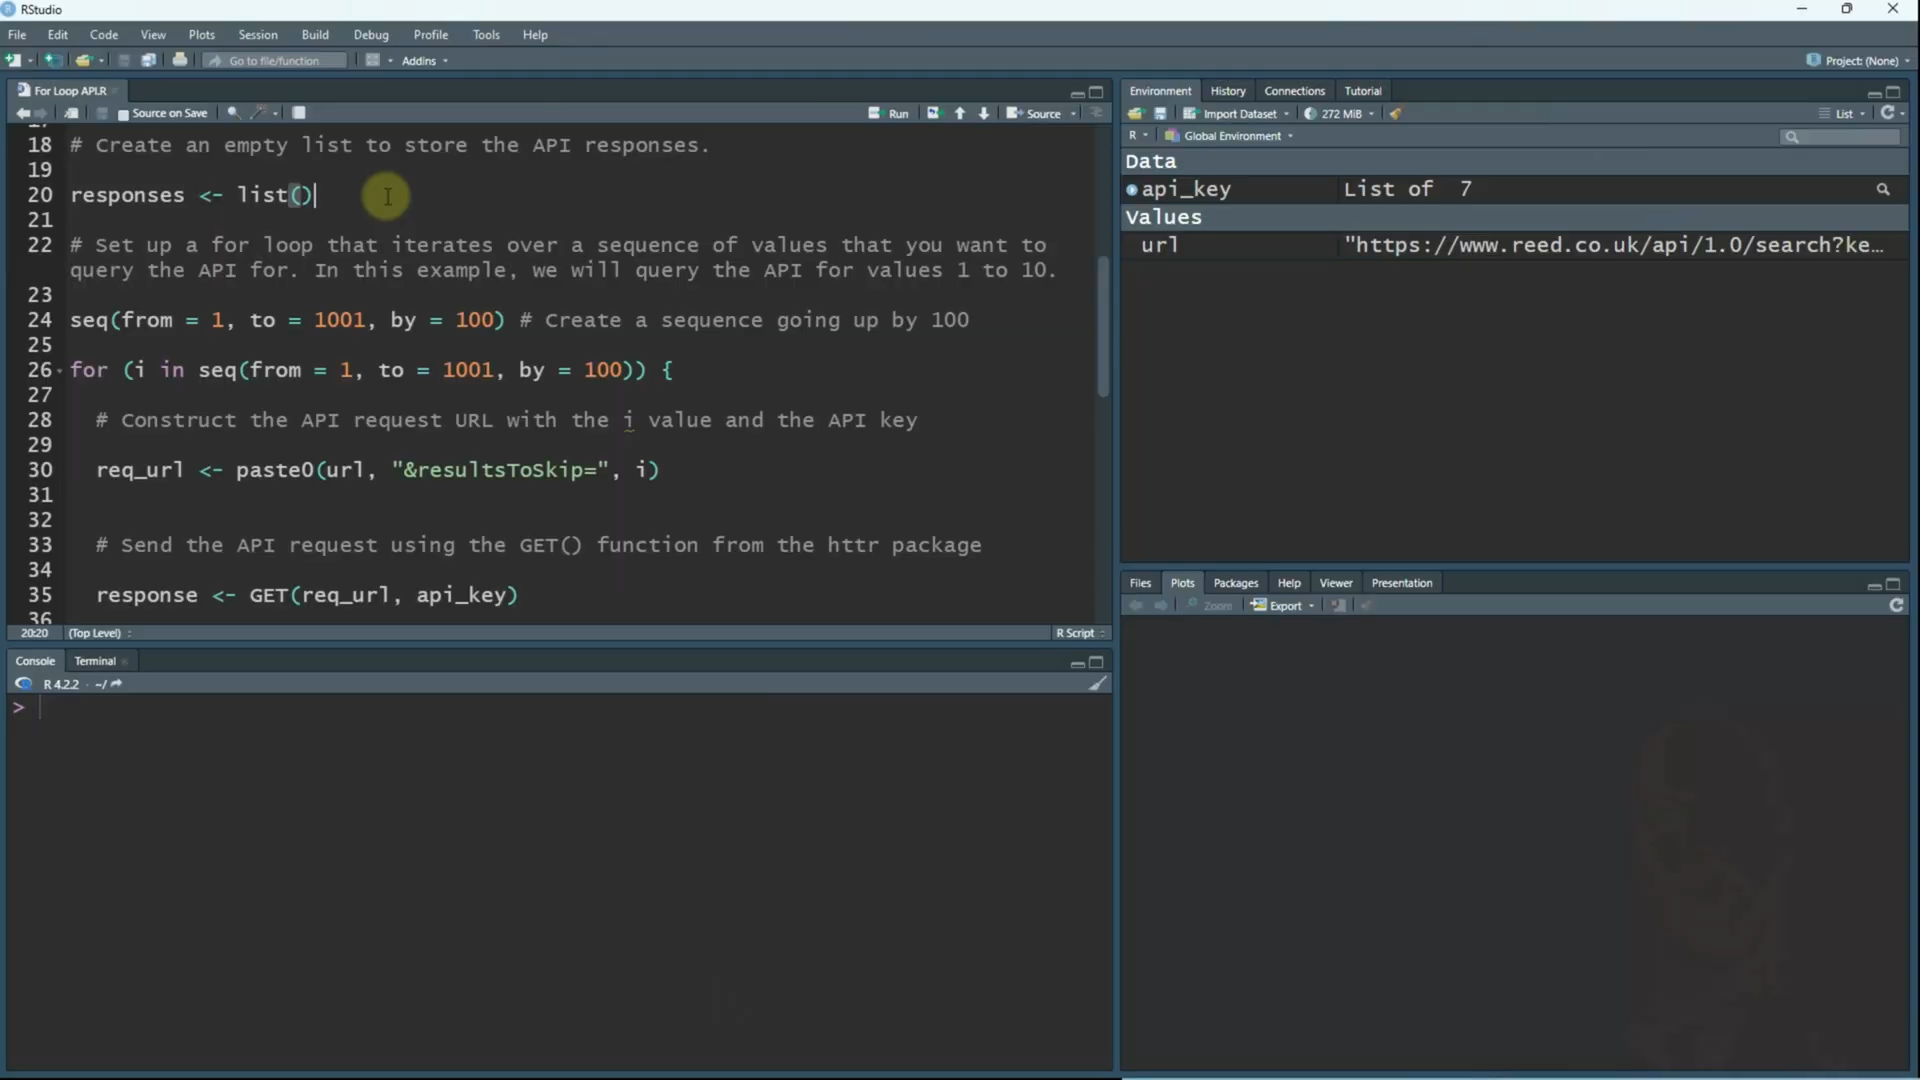 RStudio
File Edit Code View Plots Session Build Debug Profile Tools Help
Go to file/function Addins Project: (None)
For Loop API.R
Source on Save Run Source
18 # Create an empty list to store the API responses.
19
20 responses <- list()
21
22 # Set up a for loop that iterates over a sequence of values that you want to
query the API for. In this example, we will query the API for values 1 to 10.
23
24 seq(from = 1, to = 1001, by = 100) # Create a sequence going up by 100
25
26 for (i in seq(from = 1, to = 1001, by = 100)) {
27
28 # Construct the API request URL with the i value and the API key
29
30 req_url <- paste0(url, "&resultsToSkip=", i)
31
32
33 # Send the API request using the GET() function from the httr package
34
35 response <- GET(req_url, api_key)
36
20:20 (Top Level) R Script
Console Terminal
R 4.2.2 · ~/
>
Environment History Connections Tutorial
Import Dataset 272 MiB List
R Global Environment
Data
api_key List of 7
Values
url "https://www.reed.co.uk/api/1.0/search?ke…
Files Plots Packages Help Viewer Presentation
Zoom Export